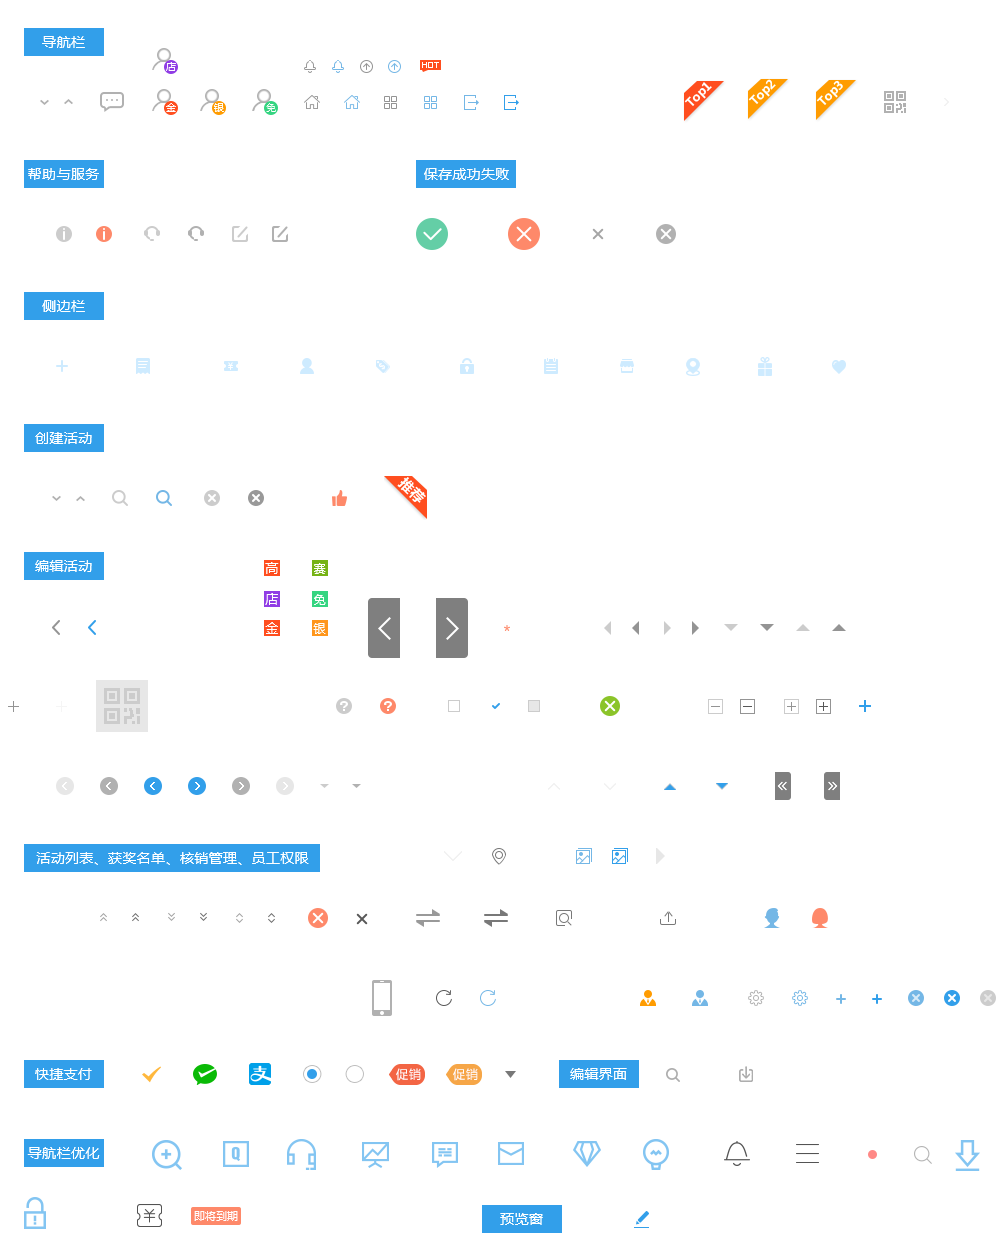 导航栏
店
HOT
金
银
免
Top1
Top2
Top3
帮助与服务
保存成功失败
侧边栏
创建活动
推荐
编辑活动
高
赛
店
免
金
银
*
活动列表、获奖名单、核销管理、员工权限
快捷支付
支
促销
促销
编辑界面
导航栏优化
即将到期
预览窗